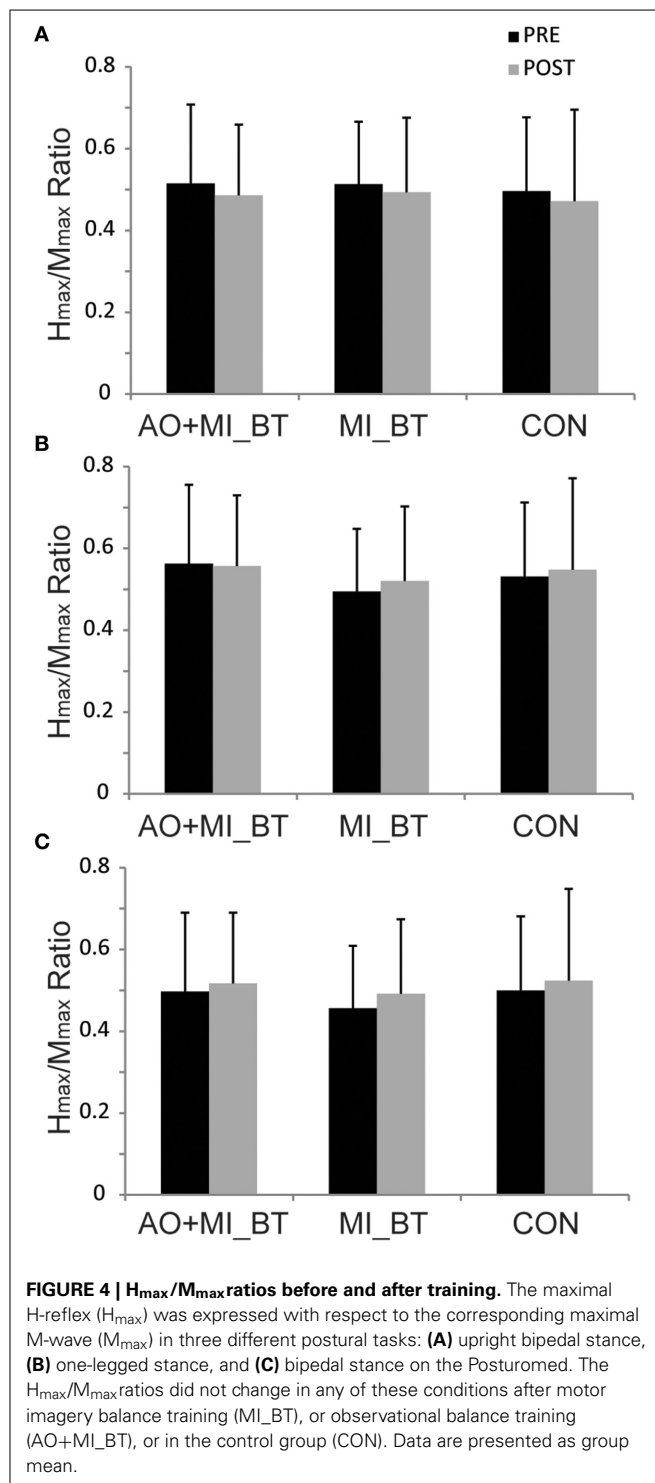 A
PRE
POST
0.8
0.6
0.4
0.2
0
Hmax/Mmax Ratio
AO+MI_BT MI_BT CON
B
0.8
0.6
0.4
0.2
0
Hmax/Mmax Ratio
AO+MI_BT MI_BT CON
C
0.8
0.6
0.4
0.2
0
Hmax/Mmax Ratio
AO+MI_BT MI_BT CON
FIGURE 4 | Hmax/Mmax ratios before and after training. The maximal
H-reflex (Hmax) was expressed with respect to the corresponding maximal
M-wave (Mmax) in three different postural tasks: (A) upright bipedal stance,
(B) one-legged stance, and (C) bipedal stance on the Posturomed. The
Hmax/Mmax ratios did not change in any of these conditions after motor
imagery balance training (MI_BT), or observational balance training
(AO+MI_BT), or in the control group (CON). Data are presented as group
mean.